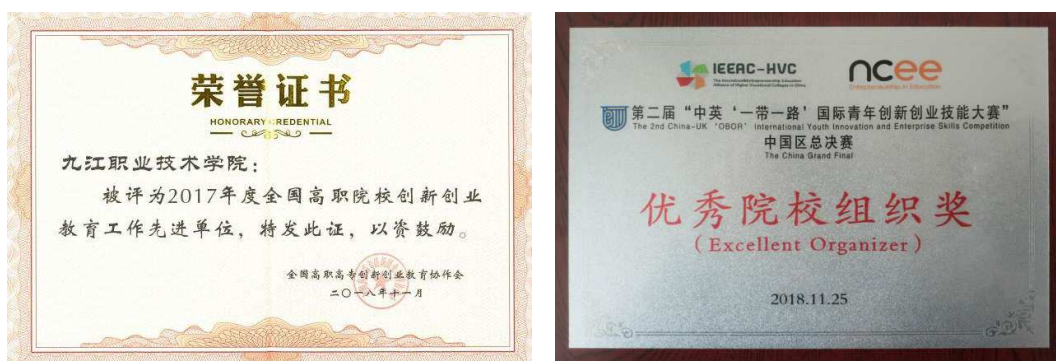 荣誉证书
HONORARY CREDENTIAL
九江职业技术学院：
被评为2017年度全国高职院校创新创业
教育工作先进单位，特发此证，以资鼓励。
全国高职高专创新创业教育协作会
二〇一八年十一月
IEERC-HVC
ncee
Entrepreneurship in Education
第二届“中英‘一带一路’国际青年创新创业技能大赛”
The 2nd China-UK 'OBOR' International Youth Innovation and Enterprise Skills Competition
中国区总决赛
The China Grand Final
优秀院校组织奖
(Excellent Organizer)
2018.11.25